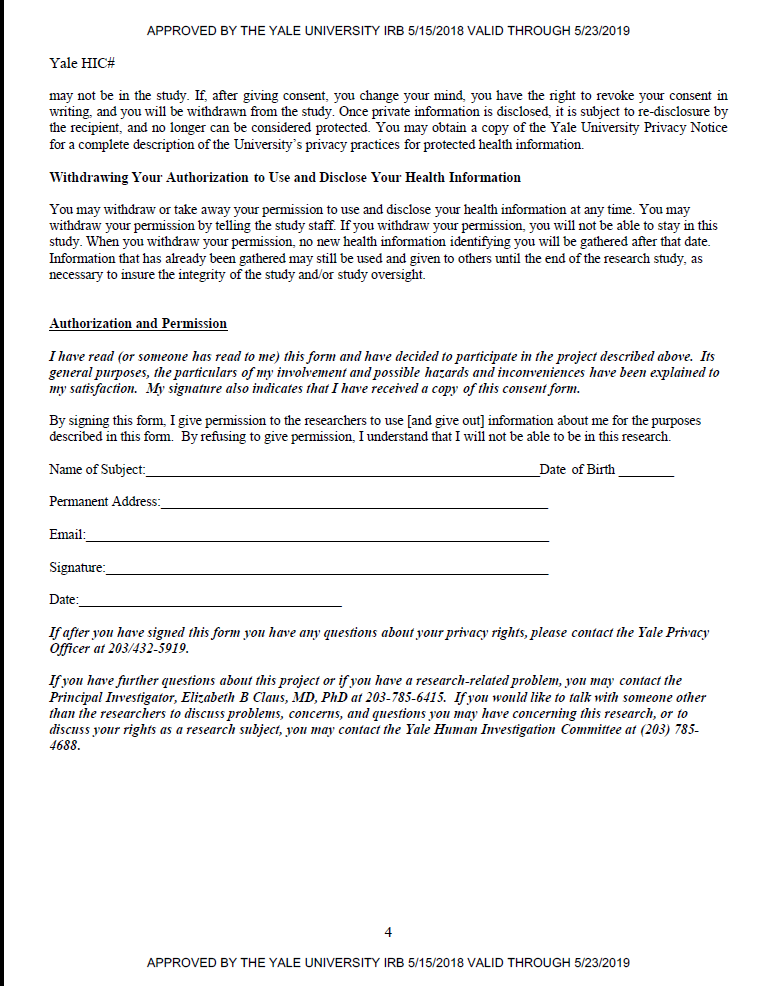 APPROVED BY THE YALE UNIVERSITY IRB 5/15/2018 VALID THROUGH 5/23/2019
Yale HIC#
may not be in the study. If, after giving consent, you change your mind, you have the right to revoke your consent in
writing, and you will be withdrawn from the study. Once private information is disclosed, it is subject to re-disclosure by
the recipient, and no longer can be considered protected. You may obtain a copy of the Yale University Privacy Notice
for a complete description of the University`s privacy practices for protected health information.
Withdrawing Your Authorization to Use and Disclose Your Health Information
You may withdraw or take away your permission to use and disclose your health information at any time. You may
withdraw your permission by telling the study staff. If you withdraw your permission, you will not be able to stay in this
study. When you withdraw your permission, no new health information identifying you will be gathered after that date.
Information that has already been gathered may still be used and given to others until the end of the research study, as
necessary to insure the integrity of the study and/or study oversight.
Authorization and Permission
I have read (or someone has read to me) this form and have decided to participate in the project described above. Its
general purposes, the particulars of my involvement and possible hazards and inconveniences have been explained to
my satisfaction. My signature also indicates that I have received a copy of this consent form.
By signing this form, I give permission to the researchers to use [and give out] information about me for the purposes
described in this form. By refusing to give permission, I understand that I will not be able to be in this research.
Name of Subject:____________________Date of Birth ________
Permanent Address:____________________
Email:____________________
Signature:____________________
Date:____________________
If after you have signed this form you have any questions about your privacy rights, please contact the Yale Privacy
Officer at 203/432-5919.
If you have further questions about this project or if you have a research-related problem, you may contact the
Principal Investigator, Elizabeth B Claus, MD, PhD at 203-785-6415. If you would like to talk with someone other
than the researchers to discuss problems, concerns, and questions you may have concerning this research, or to
discuss your rights as a research subject, you may contact the Yale Human Investigation Committee at (203) 785-
4688.
4
APPROVED BY THE YALE UNIVERSITY IRB 5/15/2018 VALID THROUGH 5/23/2019